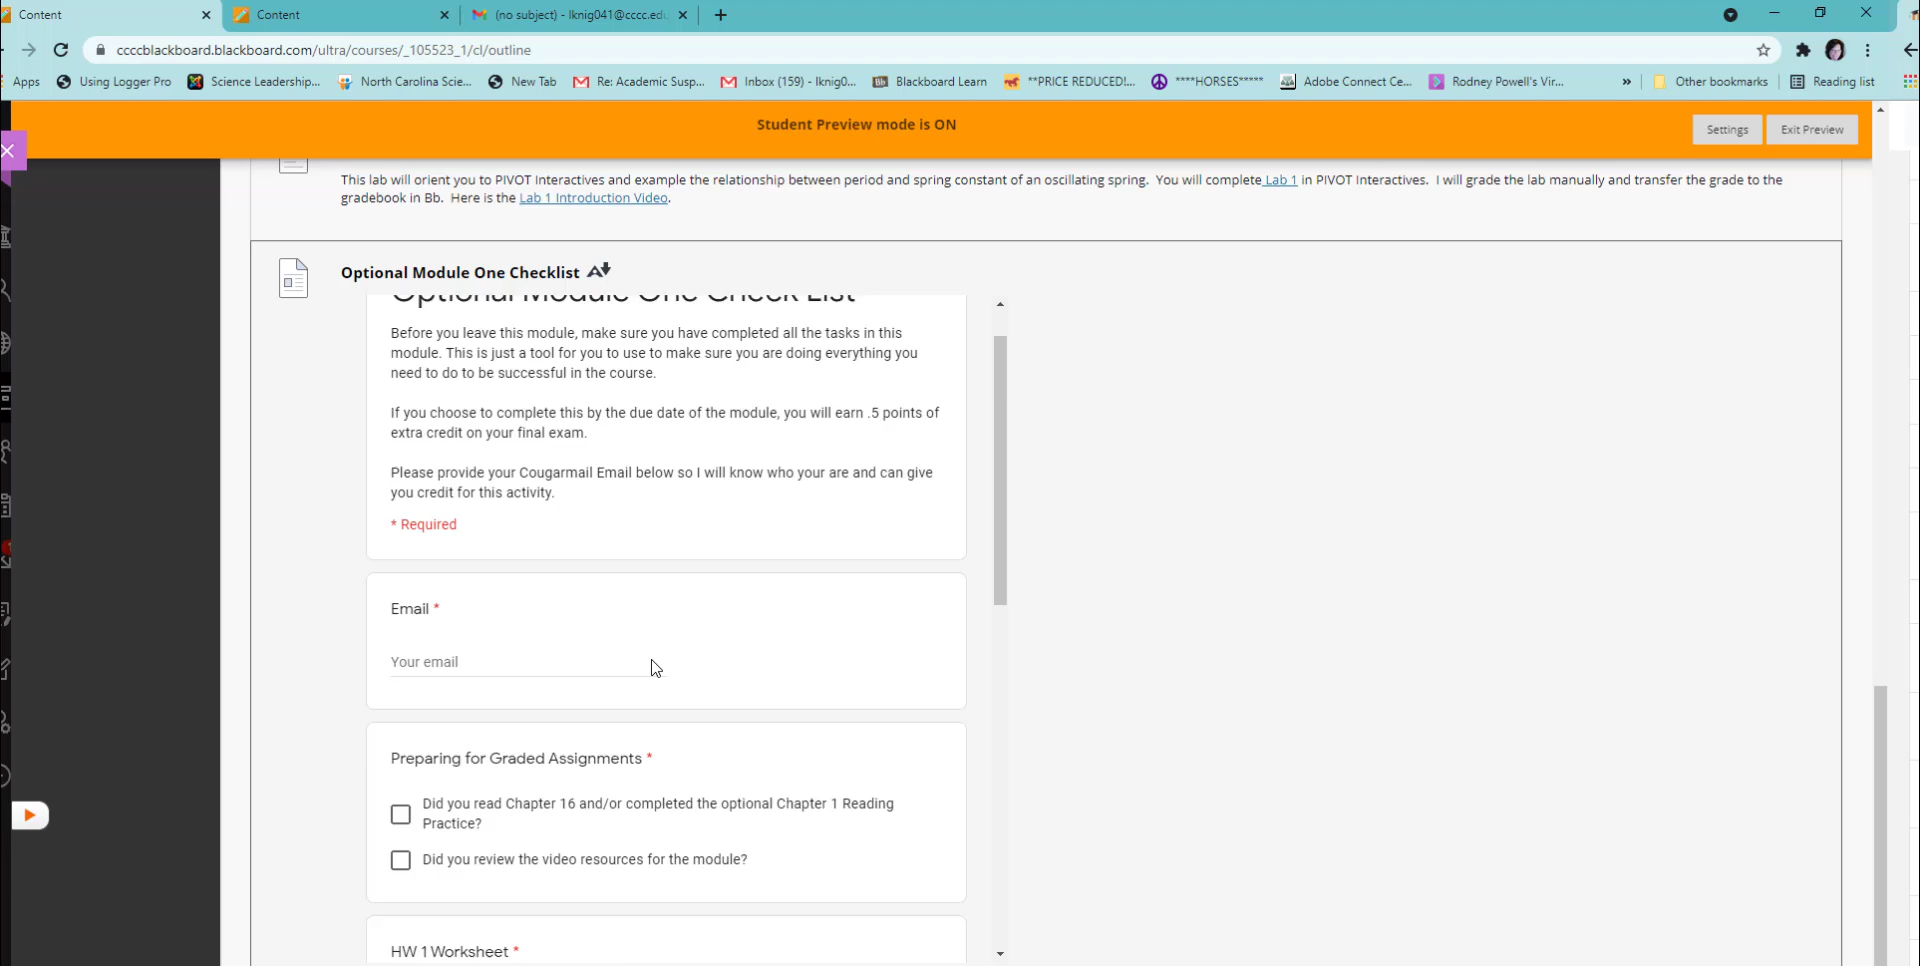 Content
Content
(no subject) - lknig041@cccc.edu
ccccblackboard.blackboard.com/ultra/courses/_105523_1/cl/outline
Apps
Using Logger Pro
Science Leadership...
North Carolina Scie...
New Tab
Re: Academic Susp...
Inbox (159) - lknig0...
Blackboard Learn
**PRICE REDUCED!...
****HORSES*****
Adobe Connect Ce...
Rodney Powell's Vir...
»
Other bookmarks
Reading list
Student Preview mode is ON
Settings
Exit Preview
This lab will orient you to PIVOT Interactives and example the relationship between period and spring constant of an oscillating spring. You will complete Lab 1 in PIVOT Interactives. I will grade the lab manually and transfer the grade to the
gradebook in Bb. Here is the Lab 1 Introduction Video.
Optional Module One Checklist
Optional Module One Check List
Before you leave this module, make sure you have completed all the tasks in this
module. This is just a tool for you to use to make sure you are doing everything you
need to do to be successful in the course.
If you choose to complete this by the due date of the module, you will earn .5 points of
extra credit on your final exam.
Please provide your Cougarmail Email below so I will know who your are and can give
you credit for this activity.
* Required
Email *
Your email
Preparing for Graded Assignments *
Did you read Chapter 16 and/or completed the optional Chapter 1 Reading
Practice?
Did you review the video resources for the module?
HW 1 Worksheet *